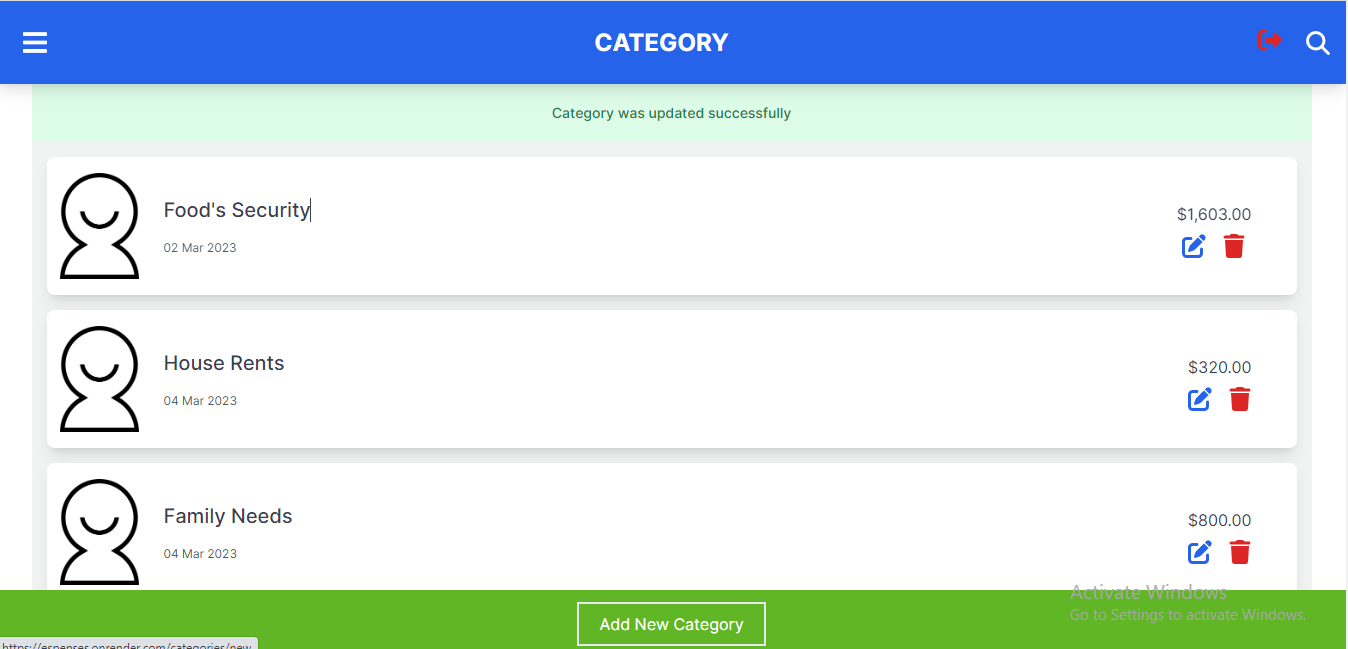 CATEGORY
Category was updated successfully
Food's Security
$1,603.00
02 Mar 2023
House Rents
$320.00
04 Mar 2023
Family Needs
$800.00
04 Mar 2023
Activate Windows
Go to Settings to activate Windows.
Add New Category
https://espenses.onrender.com/categories/new